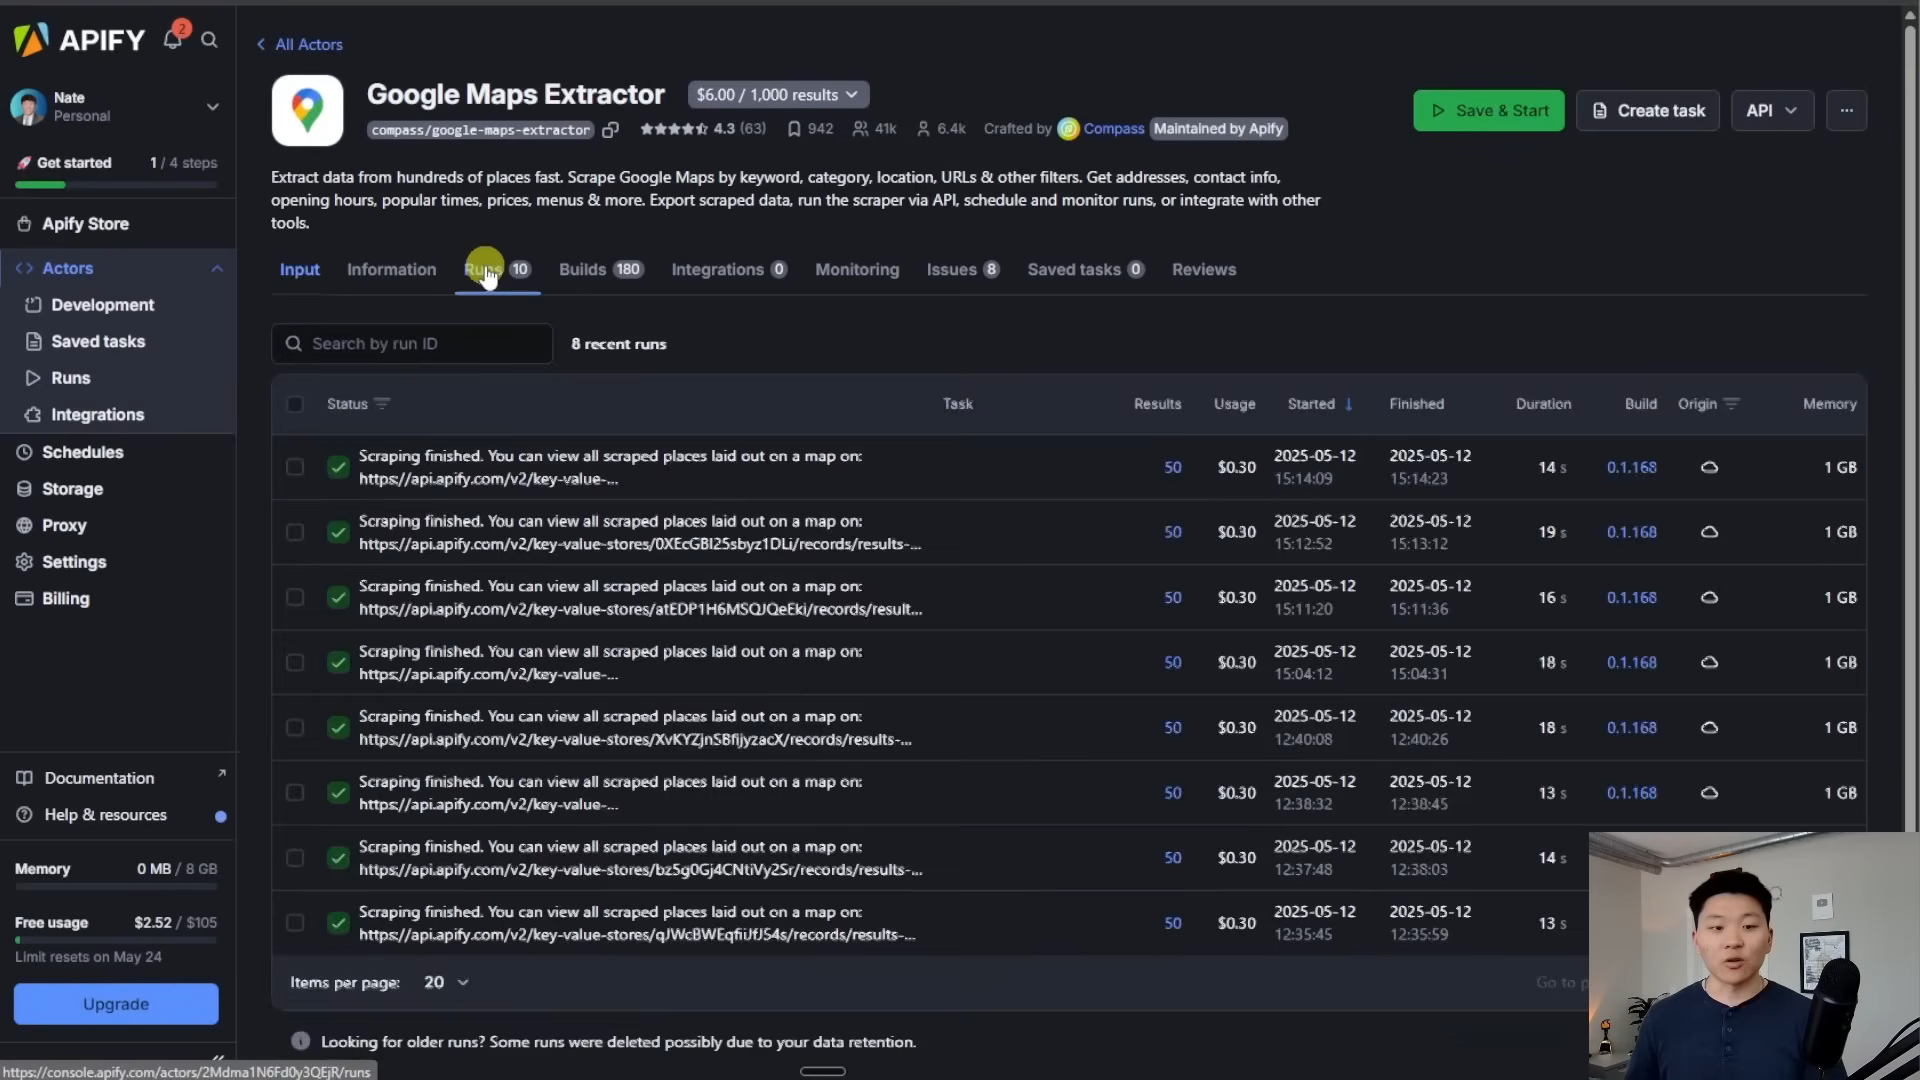 APIFY
2
Nate
Personal
Get started
1 / 4 steps
Apify Store
Actors
Development
Saved tasks
Runs
Integrations
Schedules
Storage
Proxy
Settings
Billing
Documentation
Help & resources
Memory
0 MB / 8 GB
Free usage
$2.52 / $105
Limit resets on May 24
Upgrade
https://console.apify.com/actors/2Mdma1N6Fd0y3QEjR/runs
All Actors
Google Maps Extractor
$6.00 / 1,000 results
compass/google-maps-extractor
4.3 (63)
942
41k
6.4k
Crafted by Compass
Maintained by Apify
Save & Start
Create task
API
Extract data from hundreds of places fast. Scrape Google Maps by keyword, category, location, URLs & other filters. Get addresses, contact info,
opening hours, popular times, prices, menus & more. Export scraped data, run the scraper via API, schedule and monitor runs, or integrate with other
tools.
Input
Information
Runs 10
Builds 180
Integrations 0
Monitoring
Issues 8
Saved tasks 0
Reviews
Search by run ID
8 recent runs
Status Task Results Usage Started Finished Duration Build Origin Memory
Scraping finished. You can view all scraped places laid out on a map on:
https://api.apify.com/v2/key-value-...
50 $0.30 2025-05-12 15:14:09 2025-05-12 15:14:23 14 s 0.1.168 1 GB
Scraping finished. You can view all scraped places laid out on a map on:
https://api.apify.com/v2/key-value-stores/0XEcGBI25sbyz1DLi/records/results-...
50 $0.30 2025-05-12 15:12:52 2025-05-12 15:13:12 19 s 0.1.168 1 GB
Scraping finished. You can view all scraped places laid out on a map on:
https://api.apify.com/v2/key-value-stores/atEDP1H6MSQJQeEki/records/result...
50 $0.30 2025-05-12 15:11:20 2025-05-12 15:11:36 16 s 0.1.168 1 GB
Scraping finished. You can view all scraped places laid out on a map on:
https://api.apify.com/v2/key-value-...
50 $0.30 2025-05-12 15:04:12 2025-05-12 15:04:31 18 s 0.1.168 1 GB
Scraping finished. You can view all scraped places laid out on a map on:
https://api.apify.com/v2/key-value-stores/XvKYZjnSBfijyzacX/records/results-...
50 $0.30 2025-05-12 12:40:08 2025-05-12 12:40:26 18 s 0.1.168 1 GB
Scraping finished. You can view all scraped places laid out on a map on:
https://api.apify.com/v2/key-value-...
50 $0.30 2025-05-12 12:38:32 2025-05-12 12:38:45 13 s 0.1.168 1 GB
Scraping finished. You can view all scraped places laid out on a map on:
https://api.apify.com/v2/key-value-stores/bz5g0Gj4CNtiVy2Sr/records/results-...
50 $0.30 2025-05-12 12:37:48 2025-05-12 12:38:03 14 s
Scraping finished. You can view all scraped places laid out on a map on:
https://api.apify.com/v2/key-value-stores/qJWcBWEqfiiJfJ54s/records/results-...
50 $0.30 2025-05-12 12:35:45 2025-05-12 12:35:59 13 s
Items per page: 20
Go to p
Looking for older runs? Some runs were deleted possibly due to your data retention.